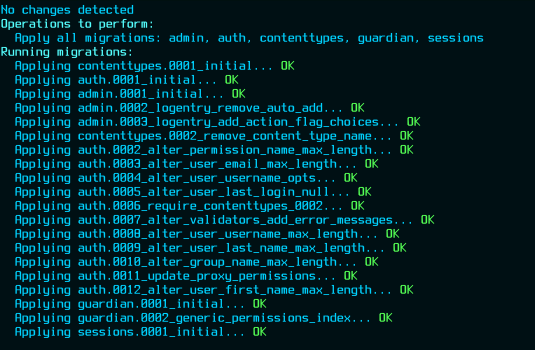 No changes detected
Operations to perform:
  Apply all migrations: admin, auth, contenttypes, guardian, sessions
Running migrations:
  Applying contenttypes.0001_initial... OK
  Applying auth.0001_initial... OK
  Applying admin.0001_initial... OK
  Applying admin.0002_logentry_remove_auto_add... OK
  Applying admin.0003_logentry_add_action_flag_choices... OK
  Applying contenttypes.0002_remove_content_type_name... OK
  Applying auth.0002_alter_permission_name_max_length... OK
  Applying auth.0003_alter_user_email_max_length... OK
  Applying auth.0004_alter_user_username_opts... OK
  Applying auth.0005_alter_user_last_login_null... OK
  Applying auth.0006_require_contenttypes_0002... OK
  Applying auth.0007_alter_validators_add_error_messages... OK
  Applying auth.0008_alter_user_username_max_length... OK
  Applying auth.0009_alter_user_last_name_max_length... OK
  Applying auth.0010_alter_group_name_max_length... OK
  Applying auth.0011_update_proxy_permissions... OK
  Applying auth.0012_alter_user_first_name_max_length... OK
  Applying guardian.0001_initial... OK
  Applying guardian.0002_generic_permissions_index... OK
  Applying sessions.0001_initial... OK